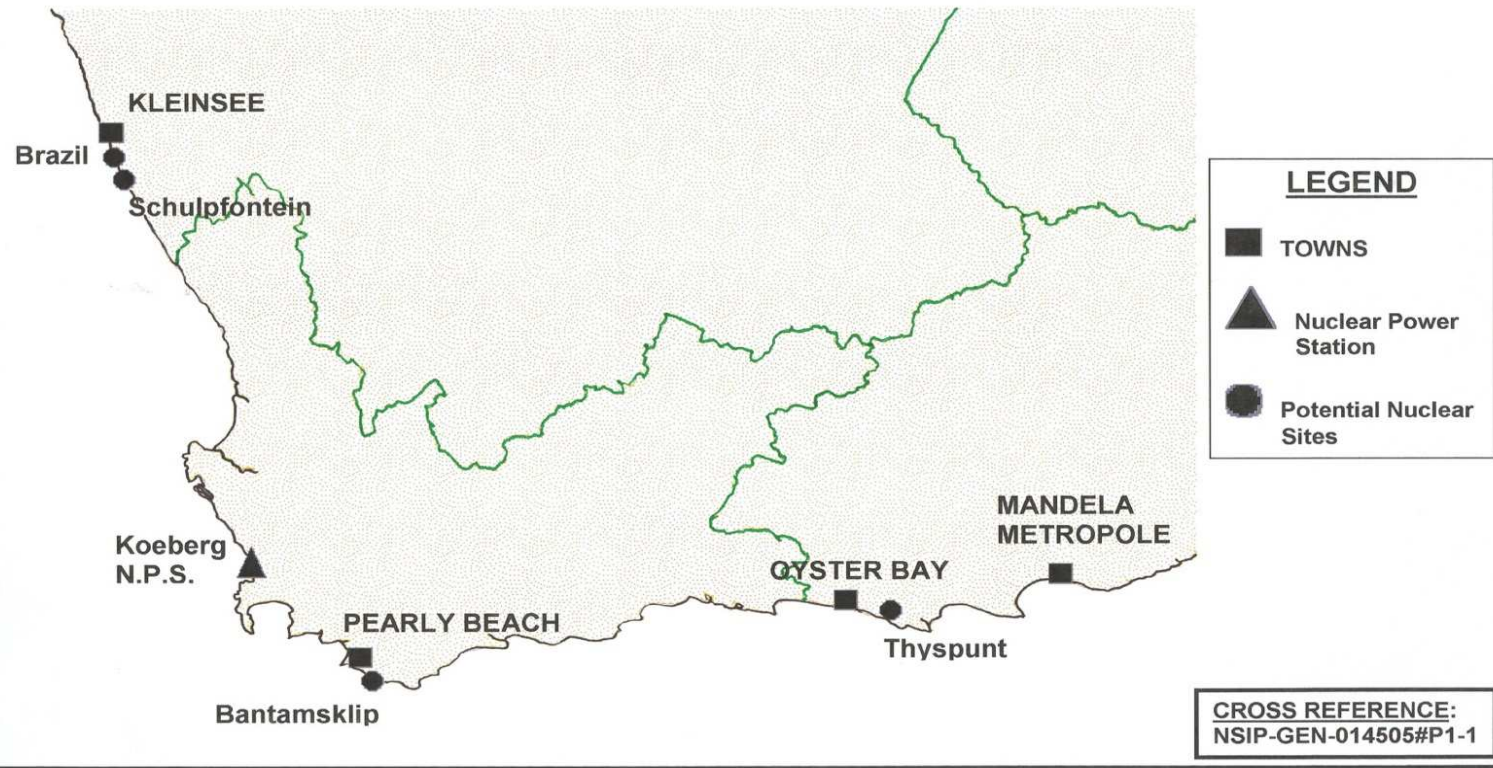 KLEINSEE
Brazil
Schulpfontein
Koeberg
N.P.S.
PEARLY BEACH
Bantamsklip
OYSTER BAY
Thyspunt
MANDELA
METROPOLE
LEGEND
TOWNS
Nuclear Power
Station
Potential Nuclear
Sites
CROSS REFERENCE:
NSIP-GEN-014505#P1-1